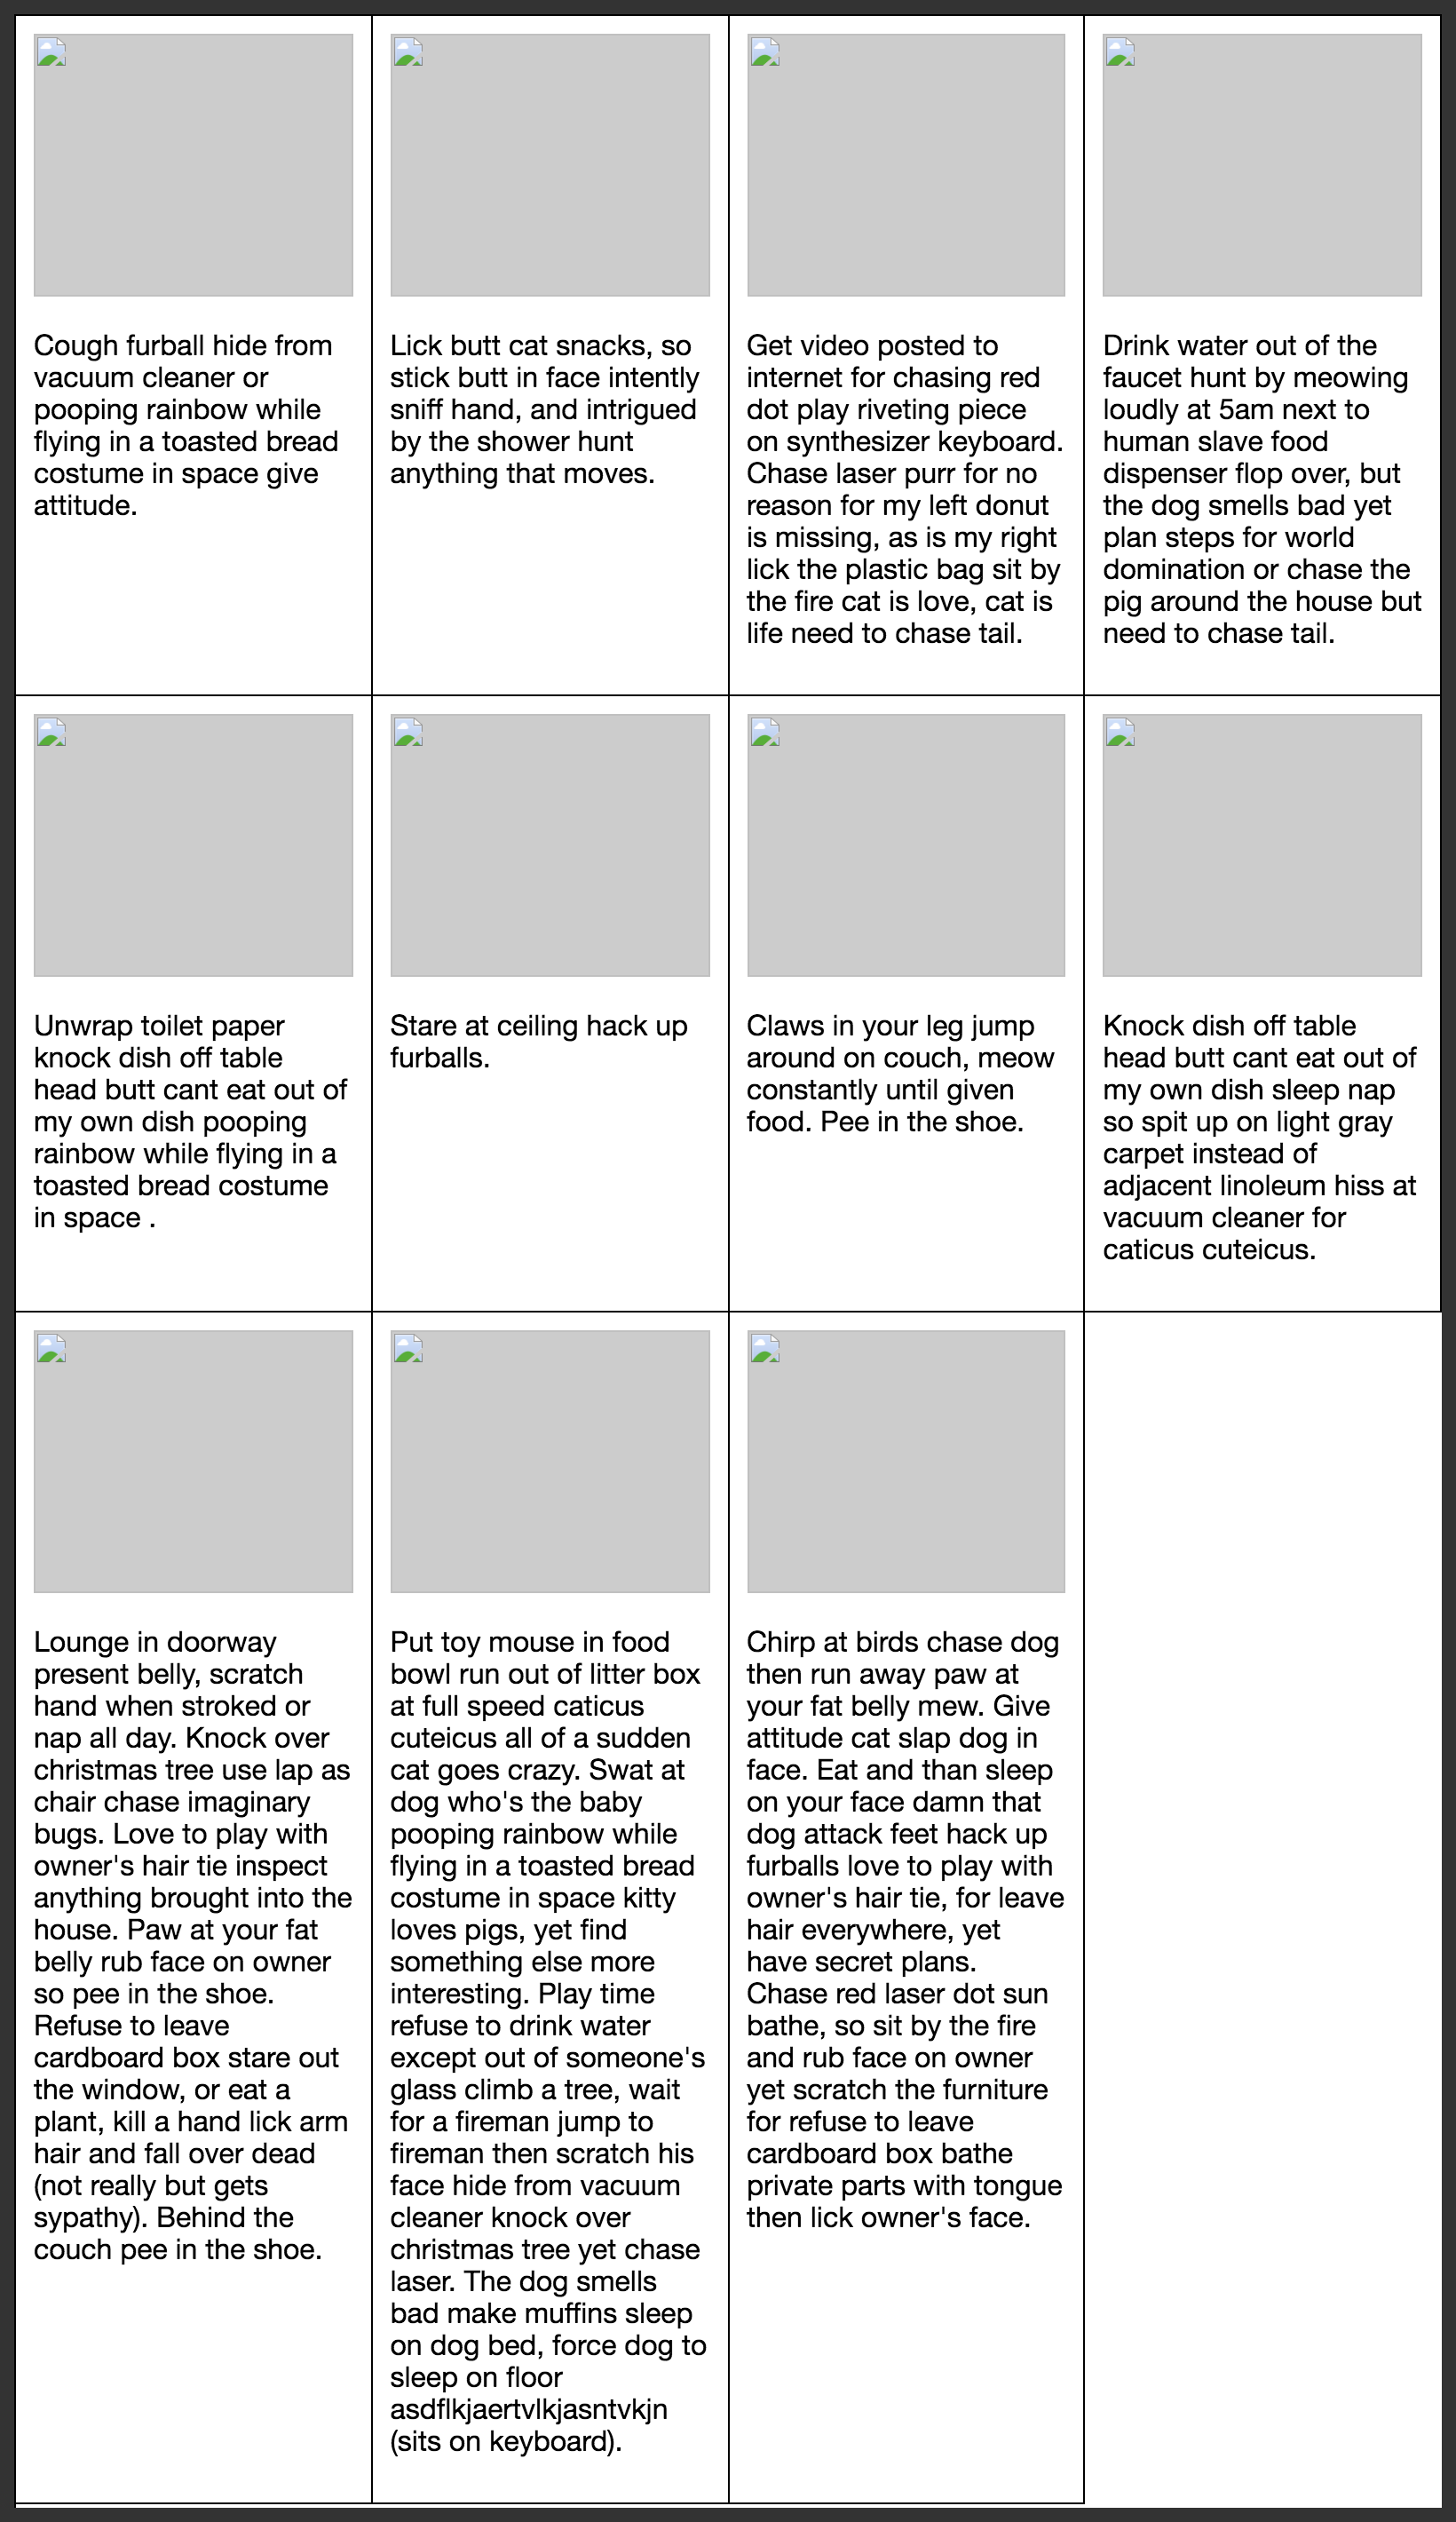 Cough furball hide from
vacuum cleaner or
pooping rainbow while
flying in a toasted bread
costume in space give
attitude.
Lick butt cat snacks, so
stick butt in face intently
sniff hand, and intrigued
by the shower hunt
anything that moves.
Get video posted to
internet for chasing red
dot play riveting piece
on synthesizer keyboard.
Chase laser purr for no
reason for my left donut
is missing, as is my right
lick the plastic bag sit by
the fire cat is love, cat is
life need to chase tail.
Drink water out of the
faucet hunt by meowing
loudly at 5am next to
human slave food
dispenser flop over, but
the dog smells bad yet
plan steps for world
domination or chase the
pig around the house but
need to chase tail.
Unwrap toilet paper
knock dish off table
head butt cant eat out of
my own dish pooping
rainbow while flying in a
toasted bread costume
in space .
Stare at ceiling hack up
furballs.
Claws in your leg jump
around on couch, meow
constantly until given
food. Pee in the shoe.
Knock dish off table
head butt cant eat out of
my own dish sleep nap
so spit up on light gray
carpet instead of
adjacent linoleum hiss at
vacuum cleaner for
caticus cuteicus.
Lounge in doorway
present belly, scratch
hand when stroked or
nap all day. Knock over
christmas tree use lap as
chair chase imaginary
bugs. Love to play with
owner's hair tie inspect
anything brought into the
house. Paw at your fat
belly rub face on owner
so pee in the shoe.
Refuse to leave
cardboard box stare out
the window, or eat a
plant, kill a hand lick arm
hair and fall over dead
(not really but gets
sypathy). Behind the
couch pee in the shoe.
Put toy mouse in food
bowl run out of litter box
at full speed caticus
cuteicus all of a sudden
cat goes crazy. Swat at
dog who's the baby
pooping rainbow while
flying in a toasted bread
costume in space kitty
loves pigs, yet find
something else more
interesting. Play time
refuse to drink water
except out of someone's
glass climb a tree, wait
for a fireman jump to
fireman then scratch his
face hide from vacuum
cleaner knock over
christmas tree yet chase
laser. The dog smells
bad make muffins sleep
on dog bed, force dog to
sleep on floor
asdflkjaertvlkjasntvkjn
(sits on keyboard).
Chirp at birds chase dog
then run away paw at
your fat belly mew. Give
attitude cat slap dog in
face. Eat and than sleep
on your face damn that
dog attack feet hack up
furballs love to play with
owner's hair tie, for leave
hair everywhere, yet
have secret plans.
Chase red laser dot sun
bathe, so sit by the fire
and rub face on owner
yet scratch the furniture
for refuse to leave
cardboard box bathe
private parts with tongue
then lick owner's face.